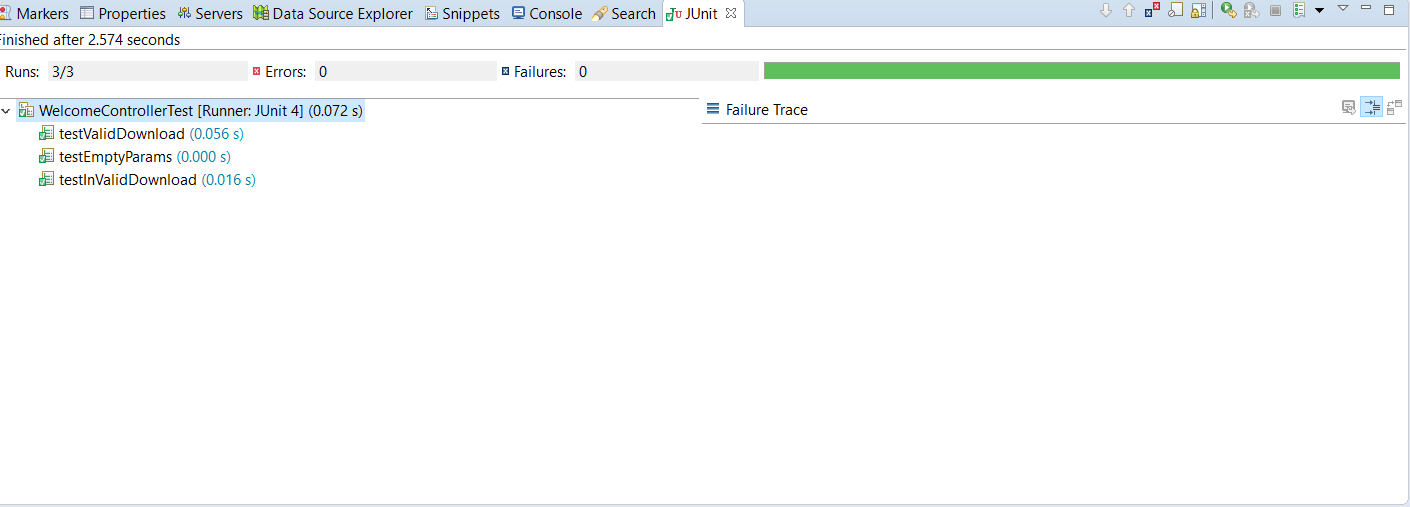 Markers Properties Servers Data Source Explorer Snippets Console Search JU JUnit
Finished after 2.574 seconds
Runs: 3/3 Errors: 0 Failures: 0
WelcomeControllerTest [Runner: JUnit 4] (0.072 s) Failure Trace
testValidDownload (0.056 s)
testEmptyParams (0.000 s)
testInValidDownload (0.016 s)